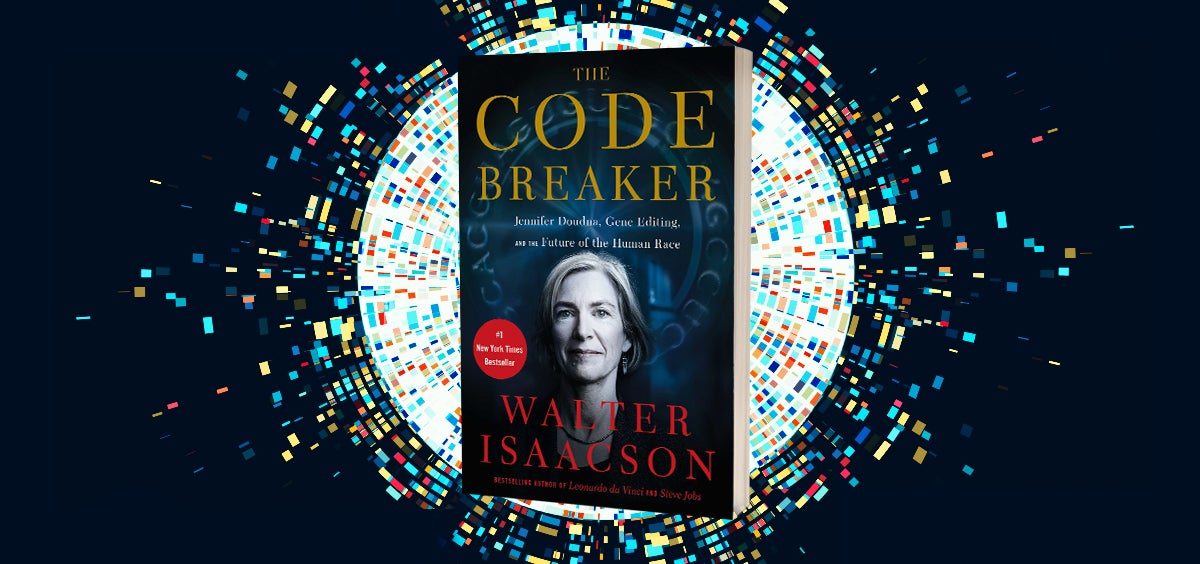 THE
CODE
BREAKER
Jennifer Doudna, Gene Editing,
AND THE Future of the Human Race
#1
New York Times
Bestseller
WALTER
ISAACSON
BESTSELLING AUTHOR OF Leonardo da Vinci AND Steve Jobs